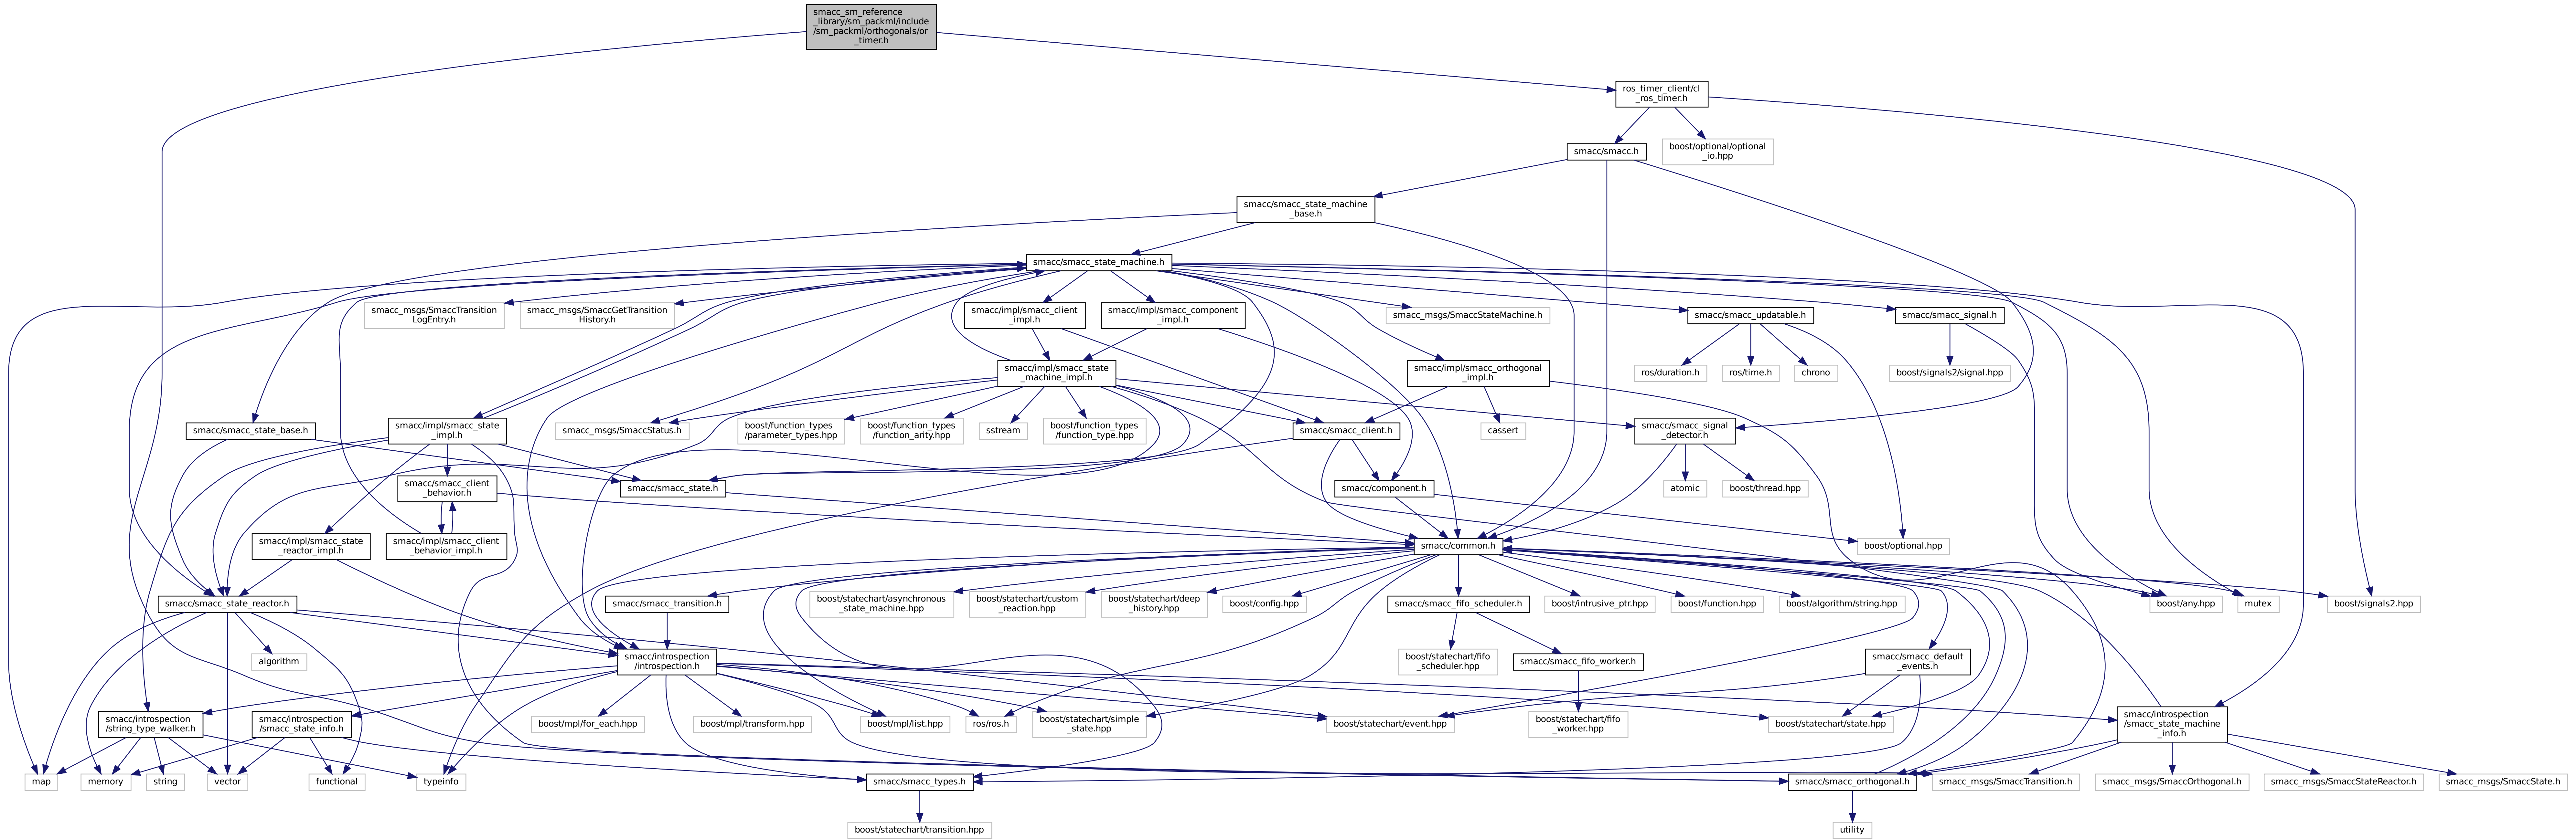 smacc_sm_reference
_library/sm_packml/include
/sm_packml/orthogonals/or
_timer.h
ros_timer_client/cl
_ros_timer.h
smacc/smacc.h
boost/optional/optional
_io.hpp
smacc/smacc_state_machine
_base.h
smacc/smacc_state_machine.h
smacc_msgs/SmaccTransition
LogEntry.h
smacc_msgs/SmaccGetTransition
History.h
smacc/impl/smacc_client
_impl.h
smacc/impl/smacc_component
_impl.h
smacc_msgs/SmaccStateMachine.h
smacc/smacc_updatable.h
smacc/smacc_signal.h
smacc/impl/smacc_state
_machine_impl.h
smacc/impl/smacc_orthogonal
_impl.h
ros/duration.h
ros/time.h
chrono
boost/signals2/signal.hpp
smacc/smacc_state_base.h
smacc/impl/smacc_state
_impl.h
smacc_msgs/SmaccStatus.h
boost/function_types
/parameter_types.hpp
boost/function_types
/function_arity.hpp
sstream
boost/function_types
/function_type.hpp
smacc/smacc_client.h
cassert
smacc/smacc_signal
_detector.h
smacc/smacc_client
_behavior.h
smacc/smacc_state.h
smacc/component.h
atomic
boost/thread.hpp
smacc/impl/smacc_state
_reactor_impl.h
smacc/impl/smacc_client
_behavior_impl.h
smacc/common.h
boost/optional.hpp
smacc/smacc_state_reactor.h
smacc/smacc_transition.h
boost/statechart/asynchronous
_state_machine.hpp
boost/statechart/custom
_reaction.hpp
boost/statechart/deep
_history.hpp
boost/config.hpp
smacc/smacc_fifo_scheduler.h
boost/intrusive_ptr.hpp
boost/function.hpp
boost/algorithm/string.hpp
boost/any.hpp
mutex
boost/signals2.hpp
algorithm
smacc/introspection
/introspection.h
boost/statechart/fifo
_scheduler.hpp
smacc/smacc_fifo_worker.h
smacc/smacc_default
_events.h
smacc/introspection
/string_type_walker.h
smacc/introspection
/smacc_state_info.h
boost/mpl/for_each.hpp
boost/mpl/transform.hpp
boost/mpl/list.hpp
ros/ros.h
boost/statechart/simple
_state.hpp
boost/statechart/event.hpp
boost/statechart/fifo
_worker.hpp
boost/statechart/state.hpp
smacc/introspection
/smacc_state_machine
_info.h
map
memory
string
vector
functional
typeinfo
smacc/smacc_types.h
smacc/smacc_orthogonal.h
smacc_msgs/SmaccTransition.h
smacc_msgs/SmaccOrthogonal.h
smacc_msgs/SmaccStateReactor.h
smacc_msgs/SmaccState.h
boost/statechart/transition.hpp
utility